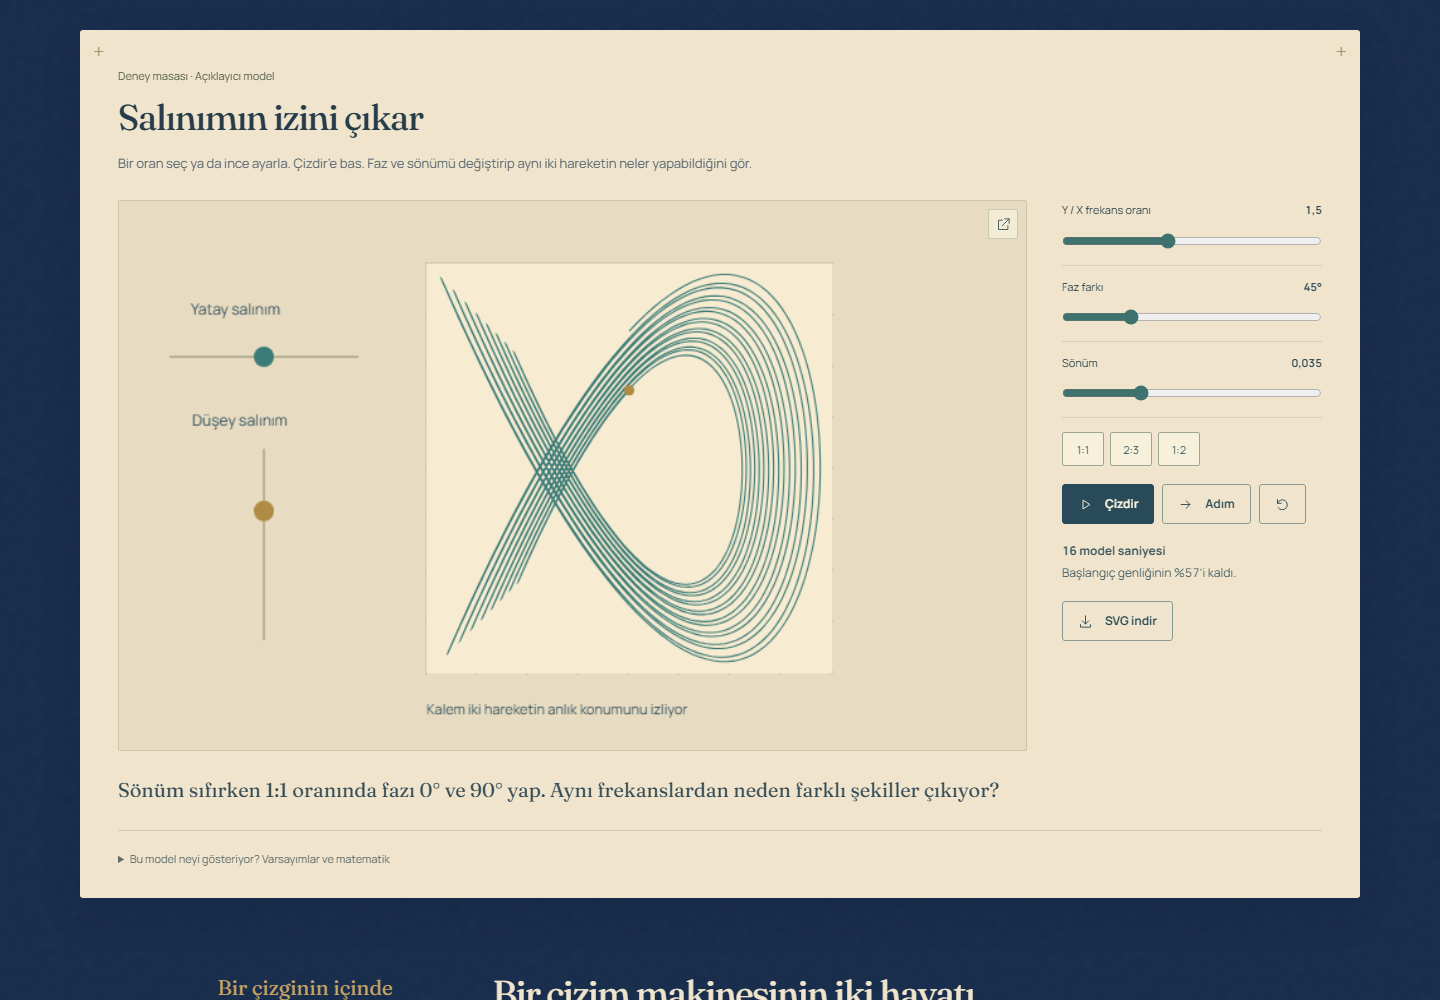 Deney masası · Açıklayıcı model
Salınımın izini çıkar
Bir oran seç ya da ince ayarla. Çizdir'e bas. Faz ve sönümü değiştirip aynı iki hareketin neler yapabildiğini gör.
Yatay salınım
Düşey salınım
Kalem iki hareketin anlık konumunu izliyor
Y / X frekans oranı 1,5
Faz farkı 45°
Sönüm 0,035
1:1 2:3 1:2
Çizdir Adım
16 model saniyesi
Başlangıç genliğinin %57'i kaldı.
SVG indir
Sönüm sıfırken 1:1 oranında fazı 0° ve 90° yap. Aynı frekanslardan neden farklı şekiller çıkıyor?
Bu model neyi gösteriyor? Varsayımlar ve matematik
Bir çizginin içinde
Bir çizim makinesinin iki hayatı